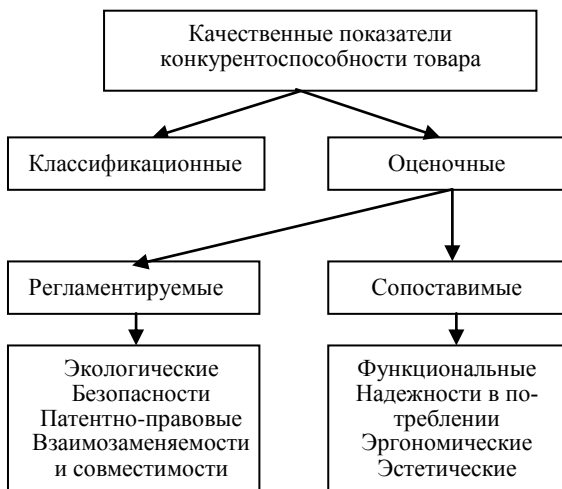 Качественные показатели
конкурентоспособности товара
Классификационные
Оценочные
Регламентируемые
Сопоставимые
Экологические
Безопасности
Патентно-правовые
Взаимозаменяемости
и совместимости
Функциональные
Надежности в по-
треблении
Эргономические
Эстетические